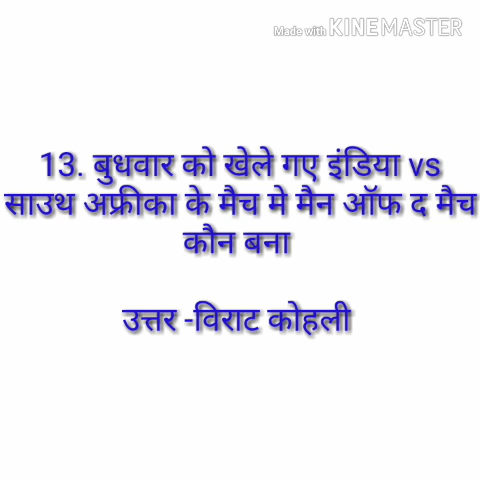 Made with KINEMASTER
13. बुधवार को खेले गए इंडिया vs
साउथ अफ्रीका के मैच मे मैन ऑफ द मैच
कौन बना
उत्तर -विराट कोहली